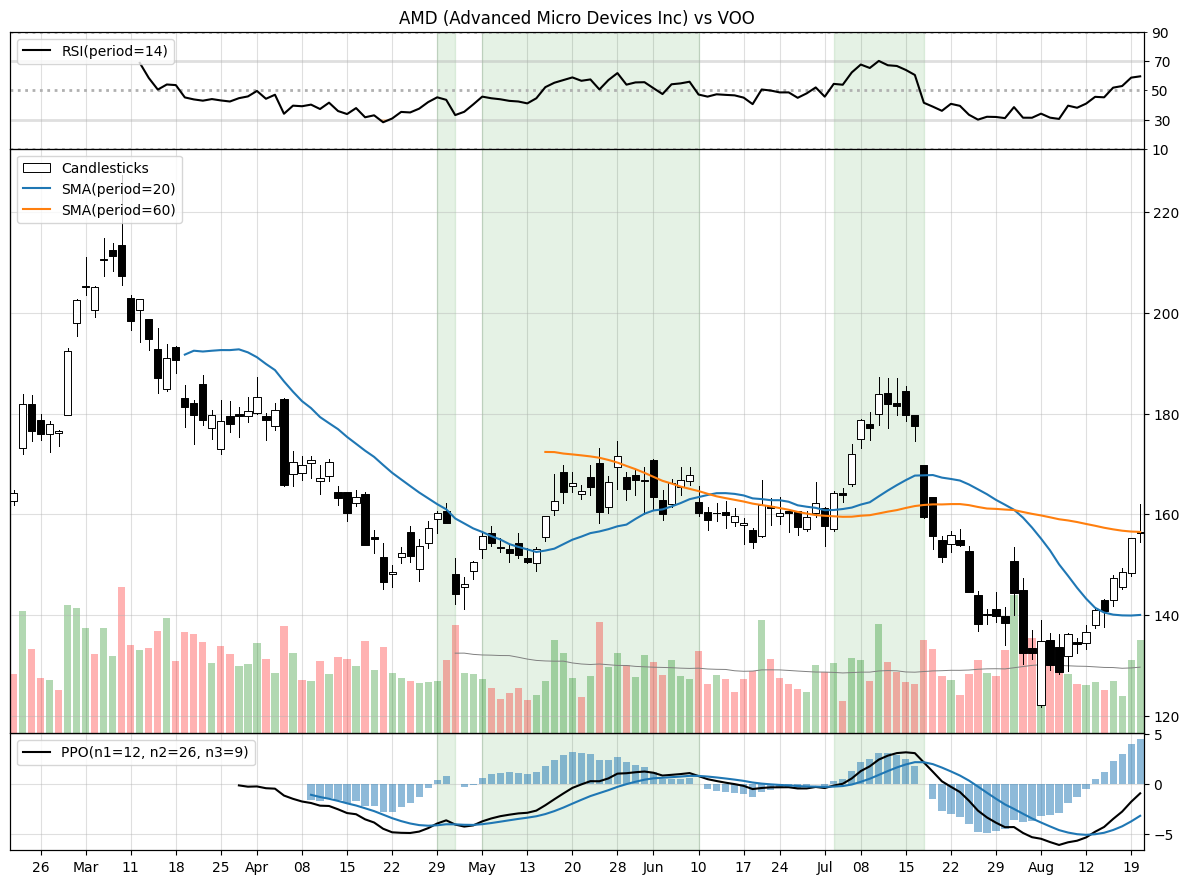 AMD (Advanced Micro Devices Inc) vs VOO
RSI(period=14)
90
70
50
30
10
Candlesticks
SMA(period=20)
SMA(period=60)
220
200
180
160
140
120
PPO(n1=12, n2=26, n3=9)
5
0
−5
26 Mar 11 18 25 Apr 08 15 22 29 May 13 20 28 Jun 10 17 24 Jul 08 15 22 29 Aug 12 19